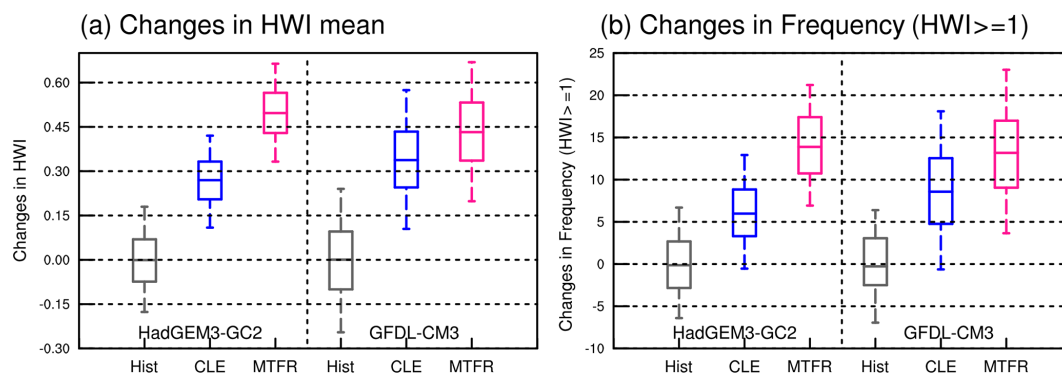 (a) Changes in HWI mean
Changes in HWI
0.60
0.45
0.30
0.15
0.00
-0.15
-0.30
HadGEM3-GC2
GFDL-CM3
Hist CLE MTFR Hist CLE MTFR
(b) Changes in Frequency (HWI>=1)
Changes in Frequency (HWI>=1)
25
20
15
10
5
0
-5
-10
HadGEM3-GC2
GFDL-CM3
Hist CLE MTFR Hist CLE MTFR